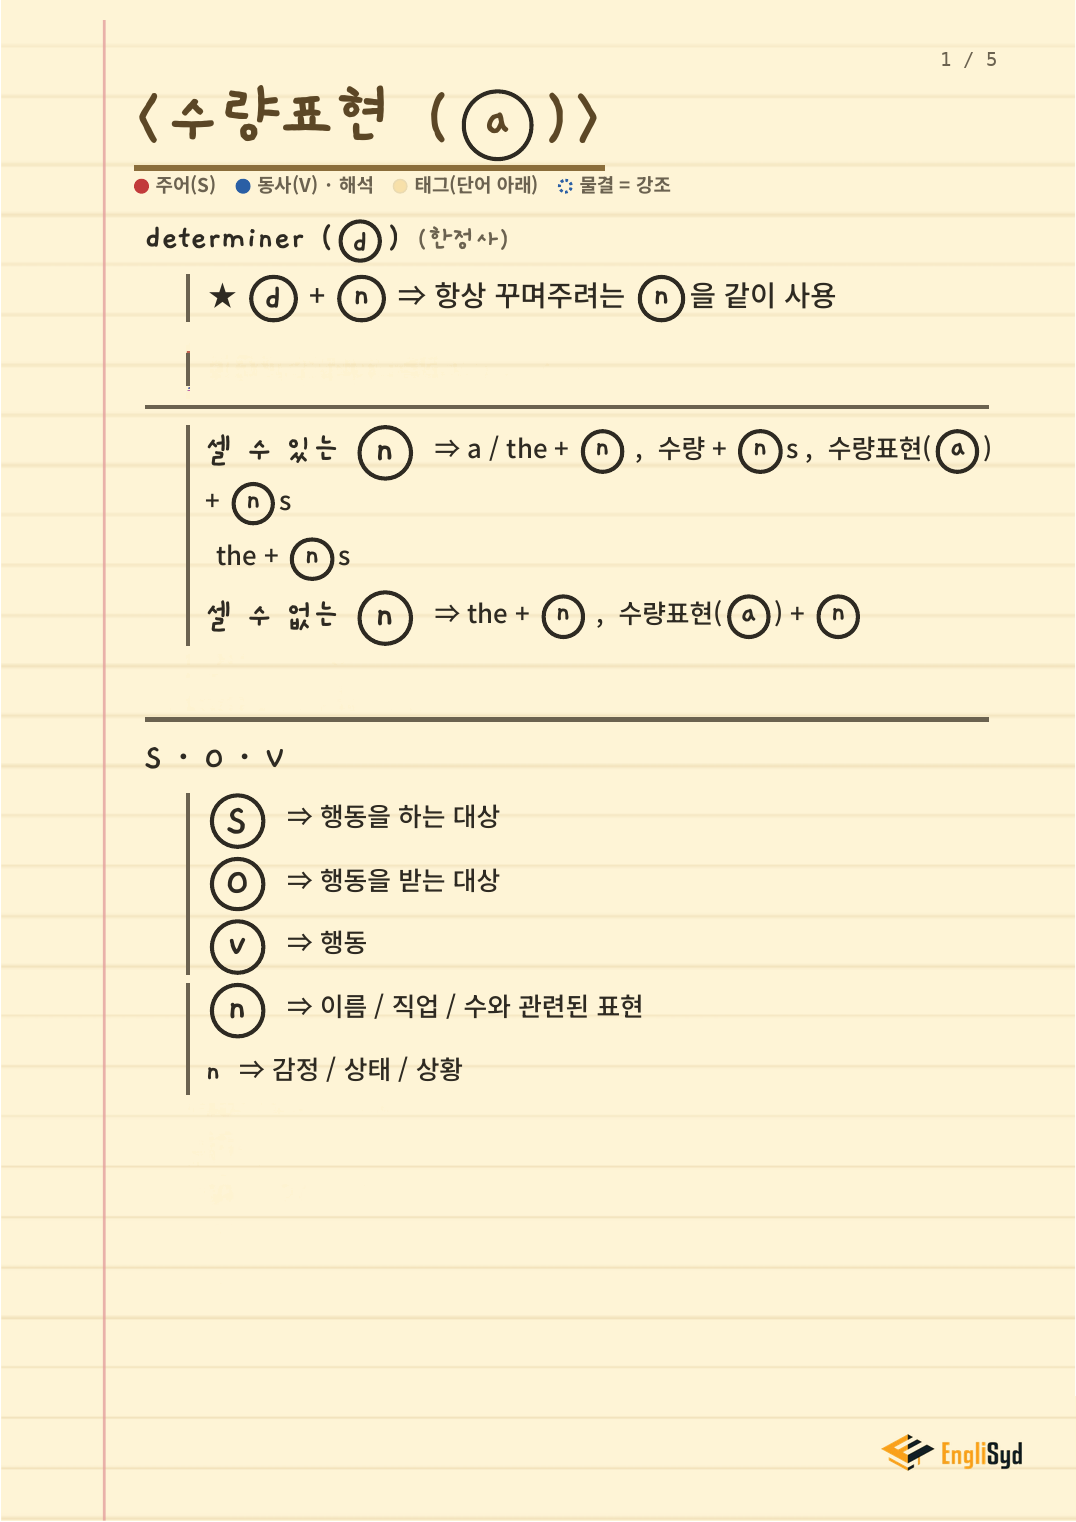 1 / 5
<수량표현 (a)>
주어(S) 동사(V) · 해석 태그(단어 아래) 물결 = 강조
determiner (d) (한정사)
★ d + n ⇒ 항상 꾸며주려는 n을 같이 사용
셀 수 있는 n ⇒ a / the + n , 수량 + n s , 수량표현(a)
+ n s
the + n s
셀 수 없는 n ⇒ the + n , 수량표현(a) + n
S · O · V
S ⇒ 행동을 하는 대상
O ⇒ 행동을 받는 대상
V ⇒ 행동
n ⇒ 이름 / 직업 / 수와 관련된 표현
n ⇒ 감정 / 상태 / 상황
EngliSyd